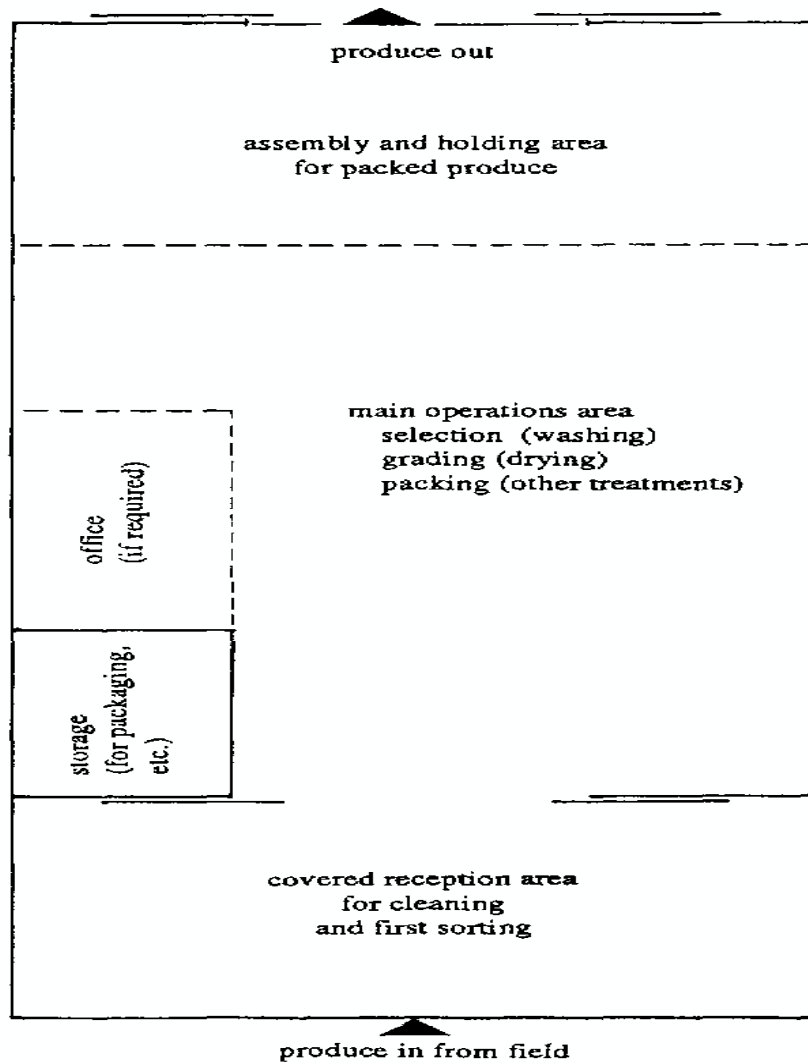 produce out
assembly and holding area
for packed produce
main operations area
selection (washing)
grading (drying)
packing (other treatments)
office
(if required)
storage
(for packaging,
etc.)
covered reception area
for cleaning
and first sorting
produce in from field